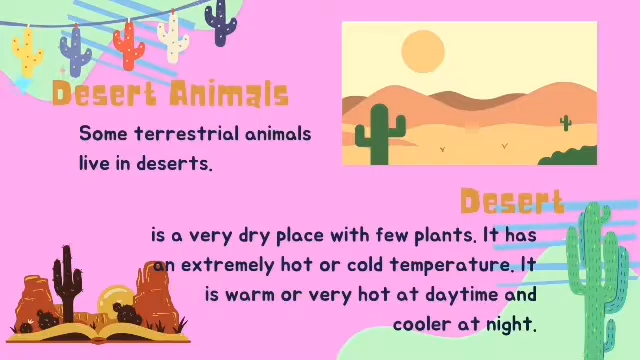 Desert Animals
Some terrestrial animals
live in deserts.
Desert
is a very dry place with few plants. It has
an extremely hot or cold temperature. It
is warm or very hot at daytime and
cooler at night.